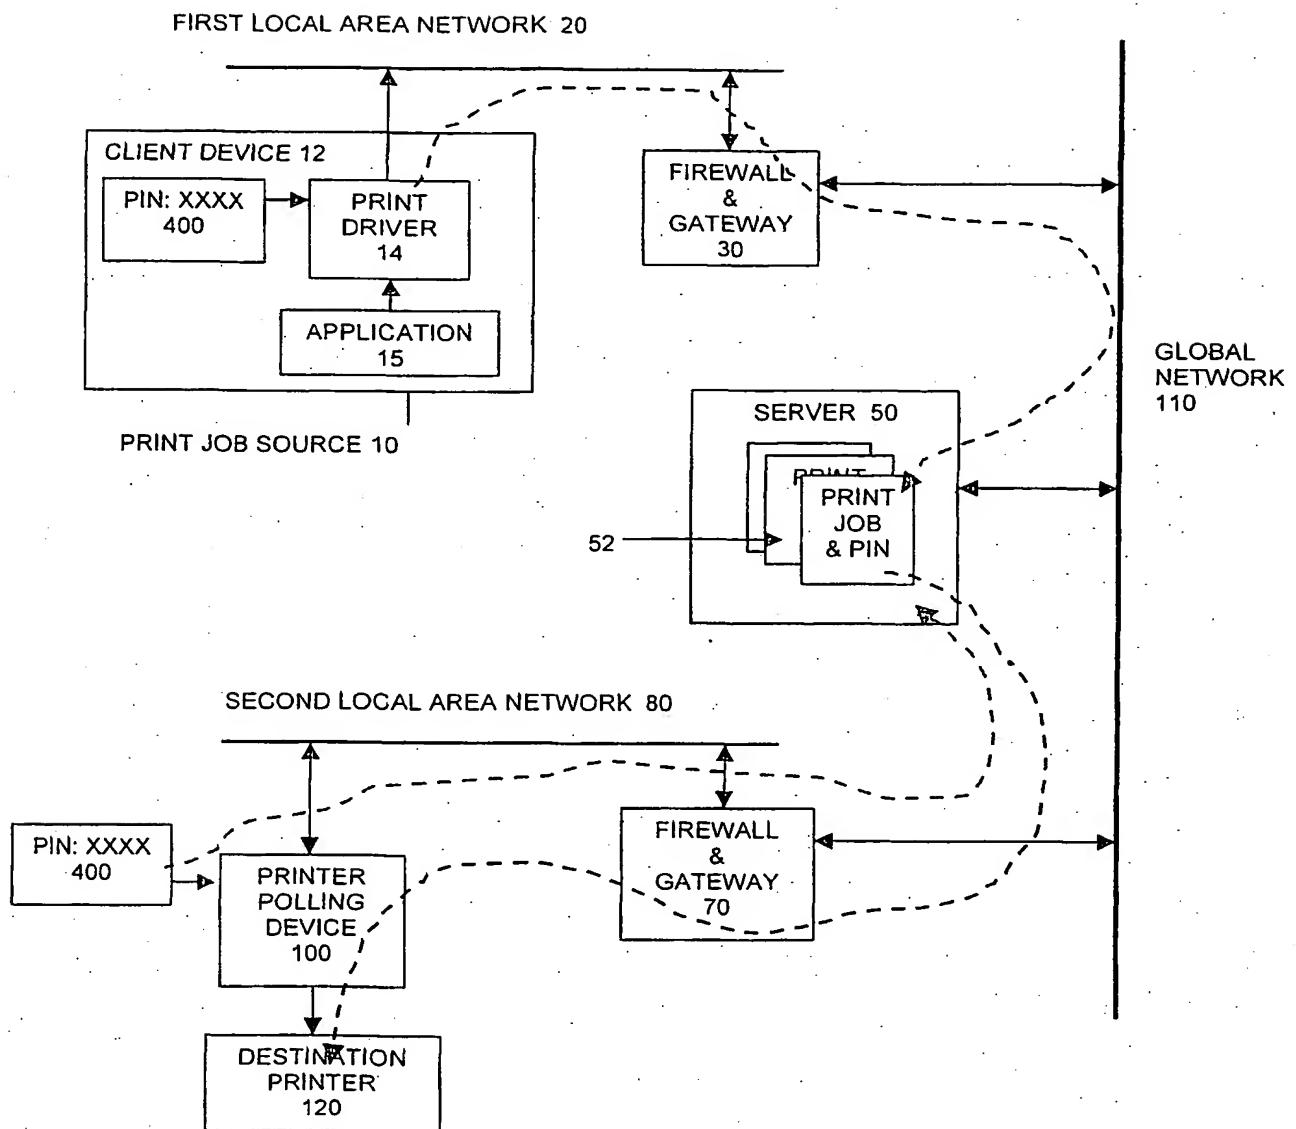 FIRST LOCAL AREA NETWORK 20
CLIENT DEVICE 12
PIN: XXXX
400
PRINT
DRIVER
14
APPLICATION
15
PRINT JOB SOURCE 10
FIREWALL
&
GATEWAY
30
GLOBAL
NETWORK
110
SERVER 50
PRINT
PRINT
JOB
& PIN
52
SECOND LOCAL AREA NETWORK 80
PIN: XXXX
400
PRINTER
POLLING
DEVICE
100
FIREWALL
&
GATEWAY
70
DESTINATION
PRINTER
120